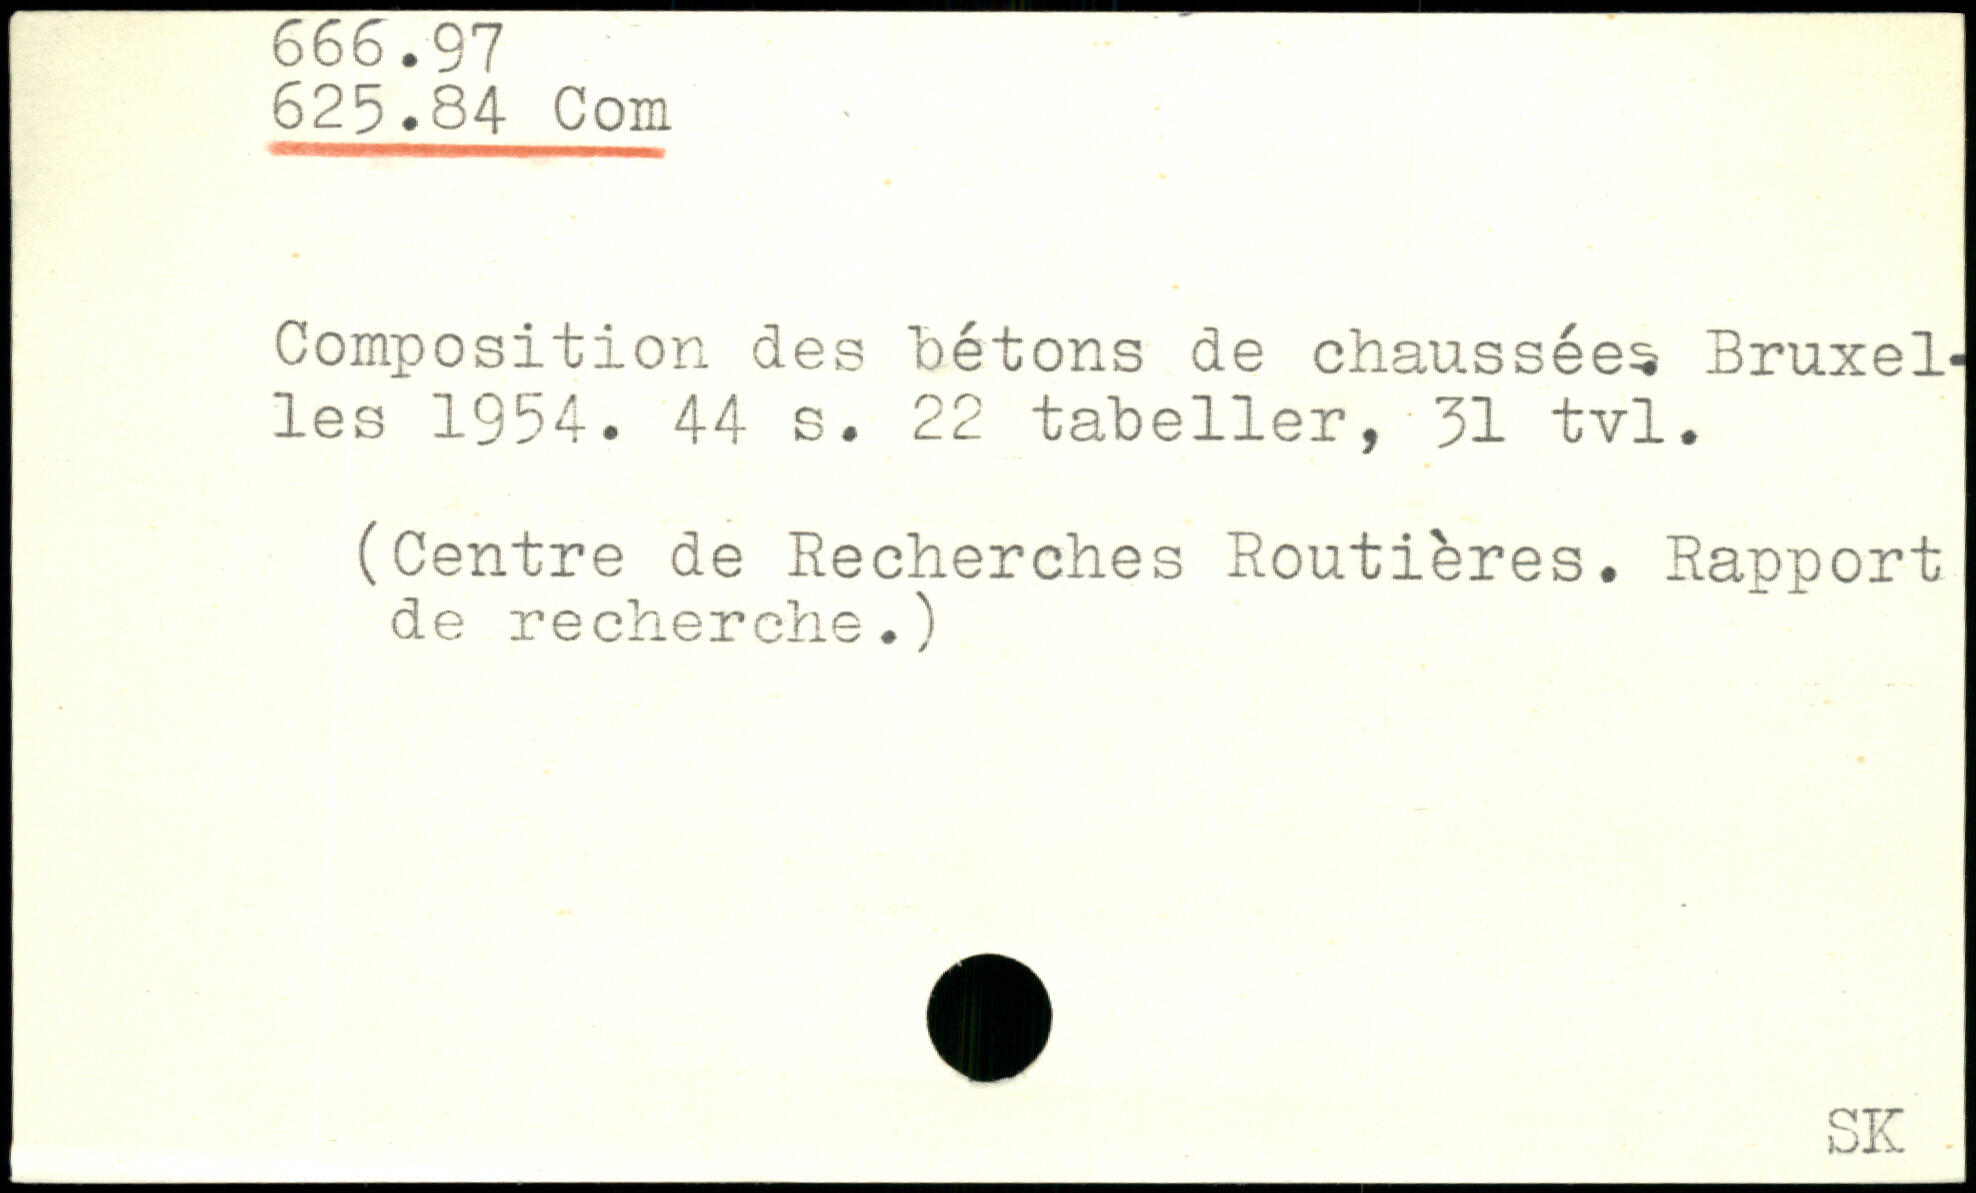 666.97
625.84 Com
Composition des bétons de chaussées. Bruxel-
les 1954. 44 s. 22 tabeller, 31 tvl.
(Centre de Recherches Routières. Rapport
de recherche.)
SK